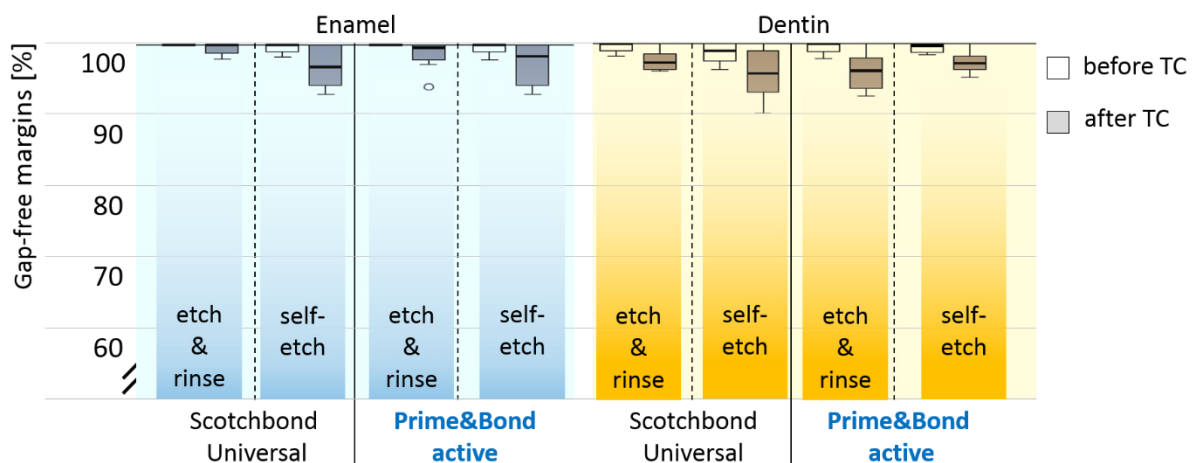 Enamel
Dentin
Gap-free margins [%]
100
90
80
70
60
before TC
after TC
etch
&
rinse
self-
etch
etch
&
rinse
self-
etch
etch
&
rinse
self-
etch
etch
&
rinse
self-
etch
Scotchbond
Universal
Prime&Bond
active
Scotchbond
Universal
Prime&Bond
active